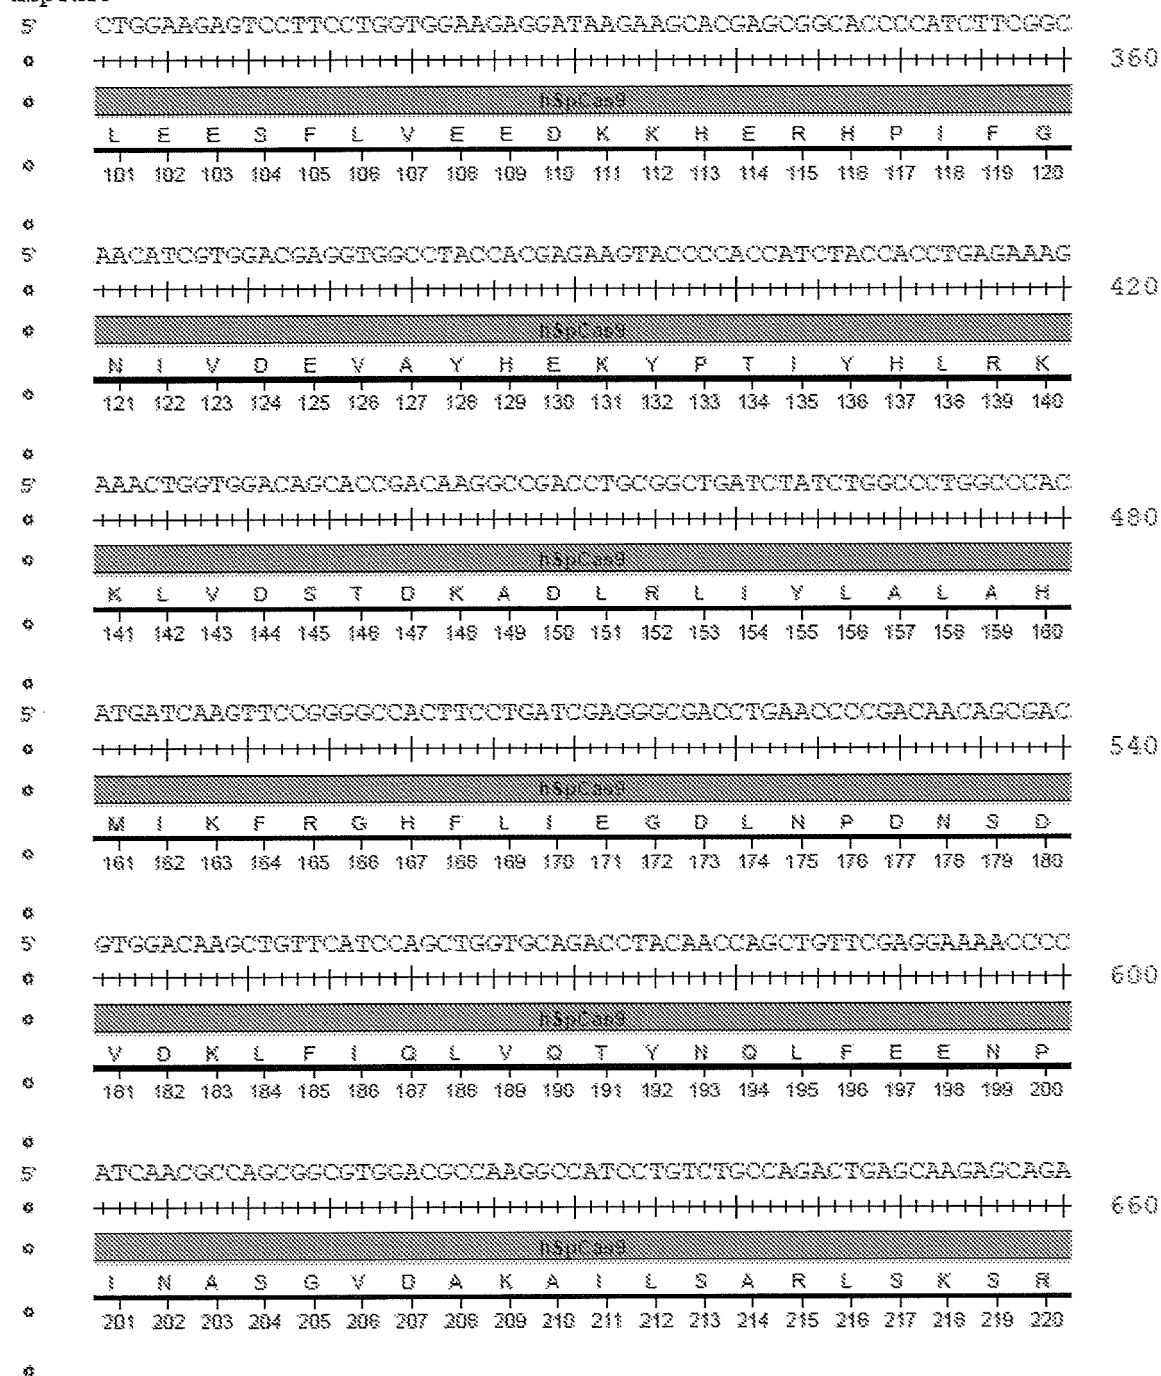 5' CTGGAAGAGTCCTTCCTGGTGGAAGAGGATAAGAAGCACGAGCGGCACCCCATCTTCGGC
360
hSpCas9
L E E S F L V E E D K K H E R H P I F G
101 102 103 104 105 106 107 108 109 110 111 112 113 114 115 116 117 118 119 120
5' AACATCGTGGACGAGGTGGCCTACCACGAGAAGTACCCCACCATCTACCACCTGAGAAAG
420
hSpCas9
N I V D E V A Y H E K Y P T I Y H L R K
121 122 123 124 125 126 127 128 129 130 131 132 133 134 135 136 137 138 139 140
5' AAACTGGTGGACAGCACCGACAAGGCCGACCTGCGGCTGATCTATCTGGCCCTGGCCCAC
480
hSpCas9
K L V D S T D K A D L R L I Y L A L A H
141 142 143 144 145 146 147 148 149 150 151 152 153 154 155 156 157 158 159 160
5' ATGATCAAGTTCCGGGGCCACTTCCTGATCGAGGGCGACCTGAACCCCGACAACAGCGAC
540
hSpCas9
M I K F R G H F L I E G D L N P D N S D
161 162 163 164 165 166 167 168 169 170 171 172 173 174 175 176 177 178 179 180
5' GTGGACAAGCTGTTCATCCAGCTGGTGCAGACCTACAACCAGCTGTTCGAGGAAAACCCC
600
hSpCas9
V D K L F I Q L V Q T Y N Q L F E E N P
181 182 183 184 185 186 187 188 189 190 191 192 193 194 195 196 197 198 199 200
5' ATCAACGCCAGCGGCGTGGACGCCAAGGCCATCCTGTCTGCCAGACTGAGCAAGAGCAGA
660
hSpCas9
I N A S G V D A K A I L S A R L S K S R
201 202 203 204 205 206 207 208 209 210 211 212 213 214 215 216 217 218 219 220